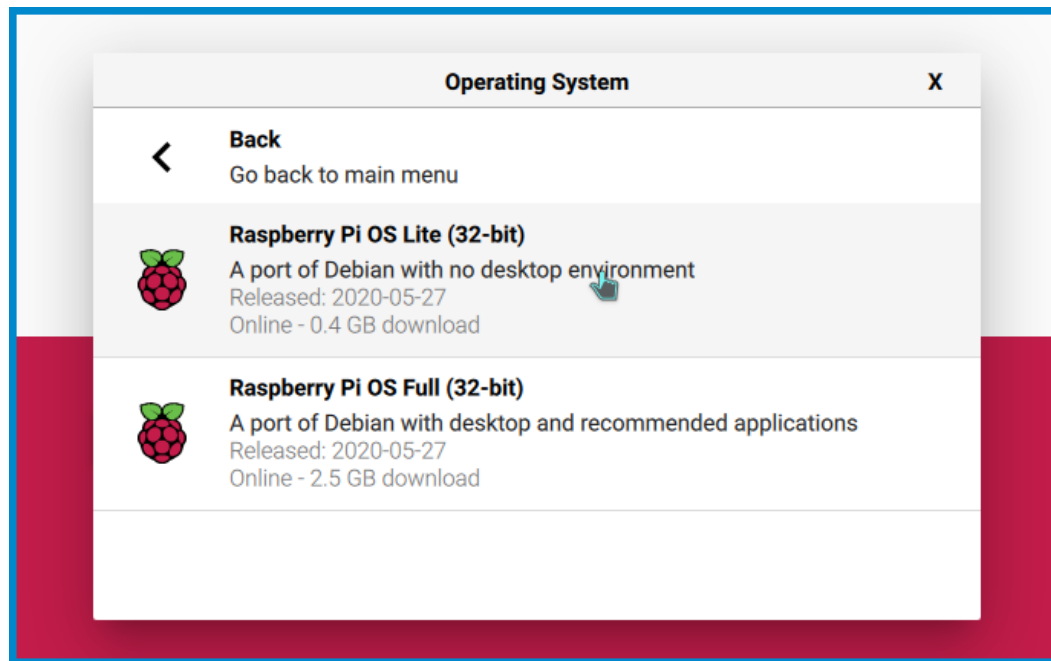 Operating System X
Back
Go back to main menu
Raspberry Pi OS Lite (32-bit)
A port of Debian with no desktop environment
Released: 2020-05-27
Online - 0.4 GB download
Raspberry Pi OS Full (32-bit)
A port of Debian with desktop and recommended applications
Released: 2020-05-27
Online - 2.5 GB download